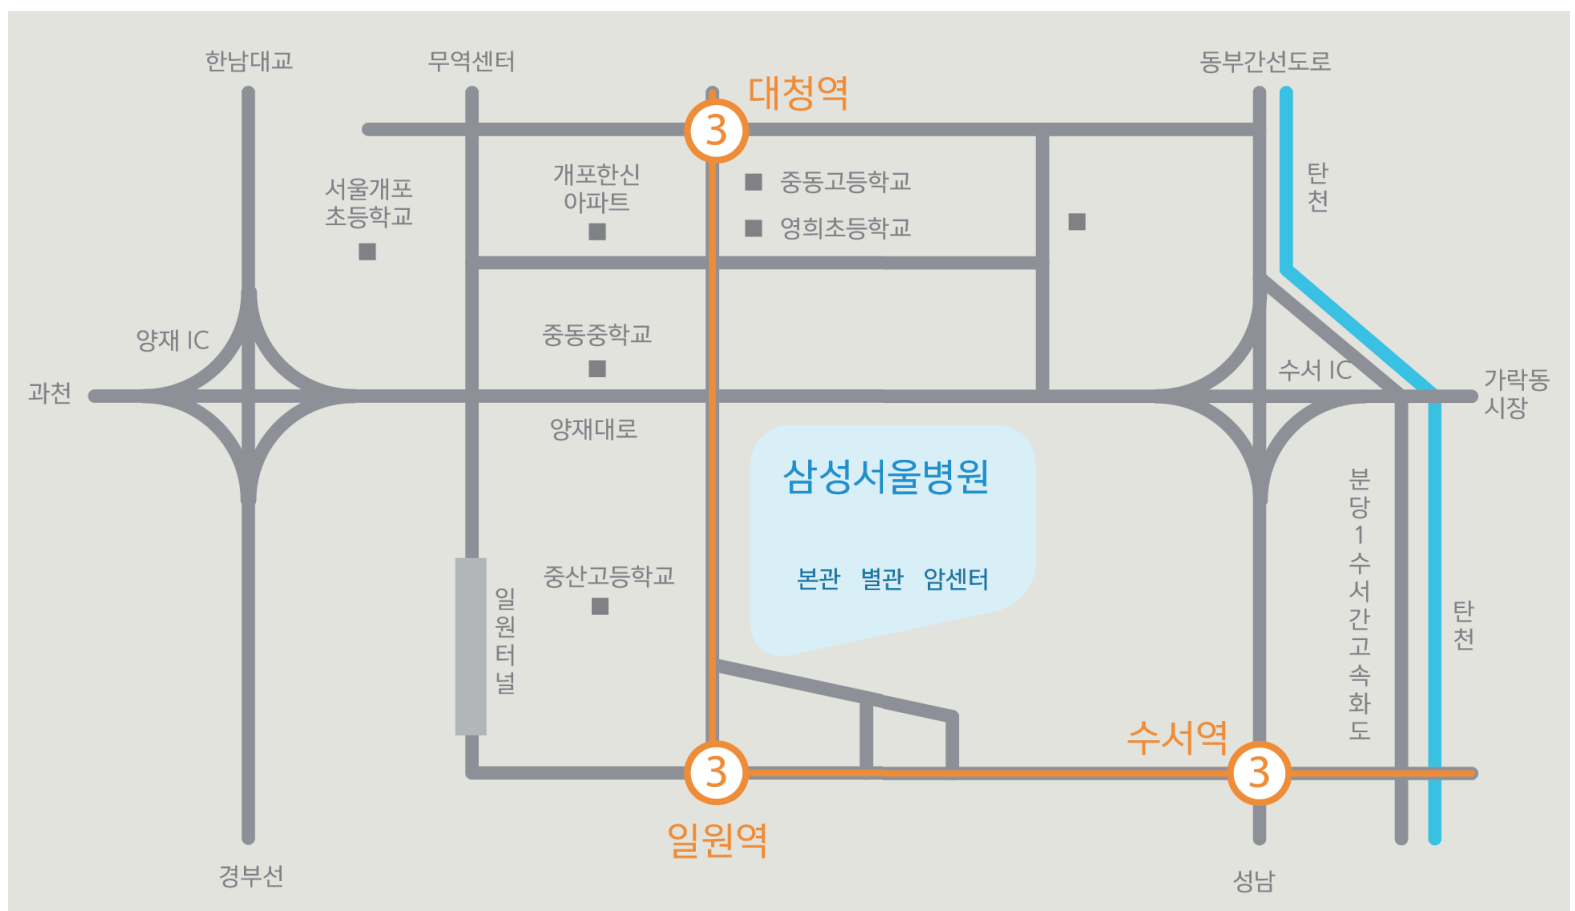 한남대교
무역센터
동부간선도로
대청역
3
탄천
서울개포
초등학교
개포한신
아파트
중동고등학교
영희초등학교
양재 IC
중동중학교
수서 IC
과천
가락동
시장
양재대로
삼성서울병원
본관 별관 암센터
분당1수서간고속화도
중산고등학교
일원터널
탄천
수서역
3
3
일원역
경부선
성남